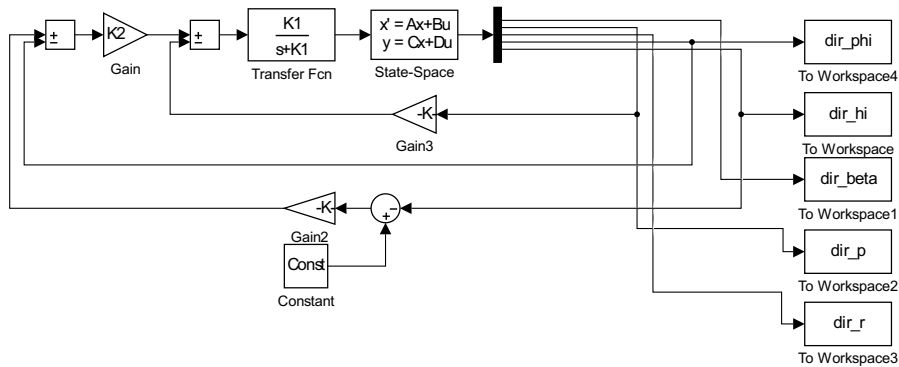 ±
K2
Gain
±
K1
s+K1
Transfer Fcn
x' = Ax+Bu
y = Cx+Du
State-Space
dir_phi
To Workspace4
-K-
Gain3
dir_hi
To Workspace
dir_beta
To Workspace1
-K-
Gain2
−
+
Const
Constant
dir_p
To Workspace2
dir_r
To Workspace3